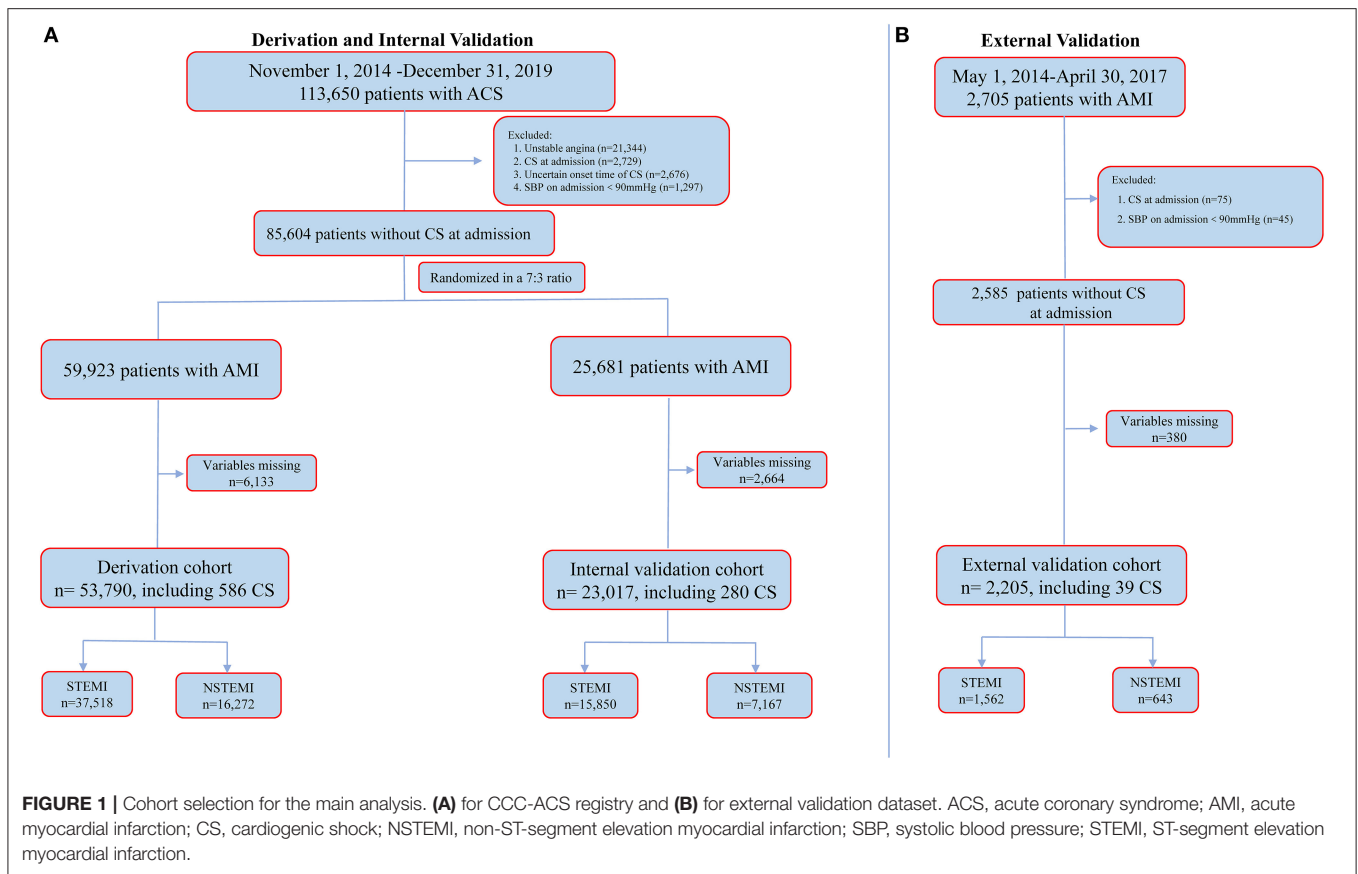 A
Derivation and Internal Validation
November 1, 2014 -December 31, 2019
113,650 patients with ACS
Excluded:
1. Unstable angina (n=21,344)
2. CS at admission (n=2,729)
3. Uncertain onset time of CS (n=2,676)
4. SBP on admission < 90mmHg (n=1,297)
85,604 patients without CS at admission
Randomized in a 7:3 ratio
59,923 patients with AMI
25,681 patients with AMI
Variables missing
n=6,133
Variables missing
n=2,664
Derivation cohort
n= 53,790, including 586 CS
Internal validation cohort
n= 23,017, including 280 CS
STEMI
n=37,518
NSTEMI
n=16,272
STEMI
n=15,850
NSTEMI
n=7,167
B
External Validation
May 1, 2014-April 30, 2017
2,705 patients with AMI
Excluded:
1. CS at admission (n=75)
2. SBP on admission < 90mmHg (n=45)
2,585 patients without CS
at admission
Variables missing
n=380
External validation cohort
n= 2,205, including 39 CS
STEMI
n=1,562
NSTEMI
n=643
FIGURE 1 | Cohort selection for the main analysis. (A) for CCC-ACS registry and (B) for external validation dataset. ACS, acute coronary syndrome; AMI, acute
myocardial infarction; CS, cardiogenic shock; NSTEMI, non-ST-segment elevation myocardial infarction; SBP, systolic blood pressure; STEMI, ST-segment elevation
myocardial infarction.